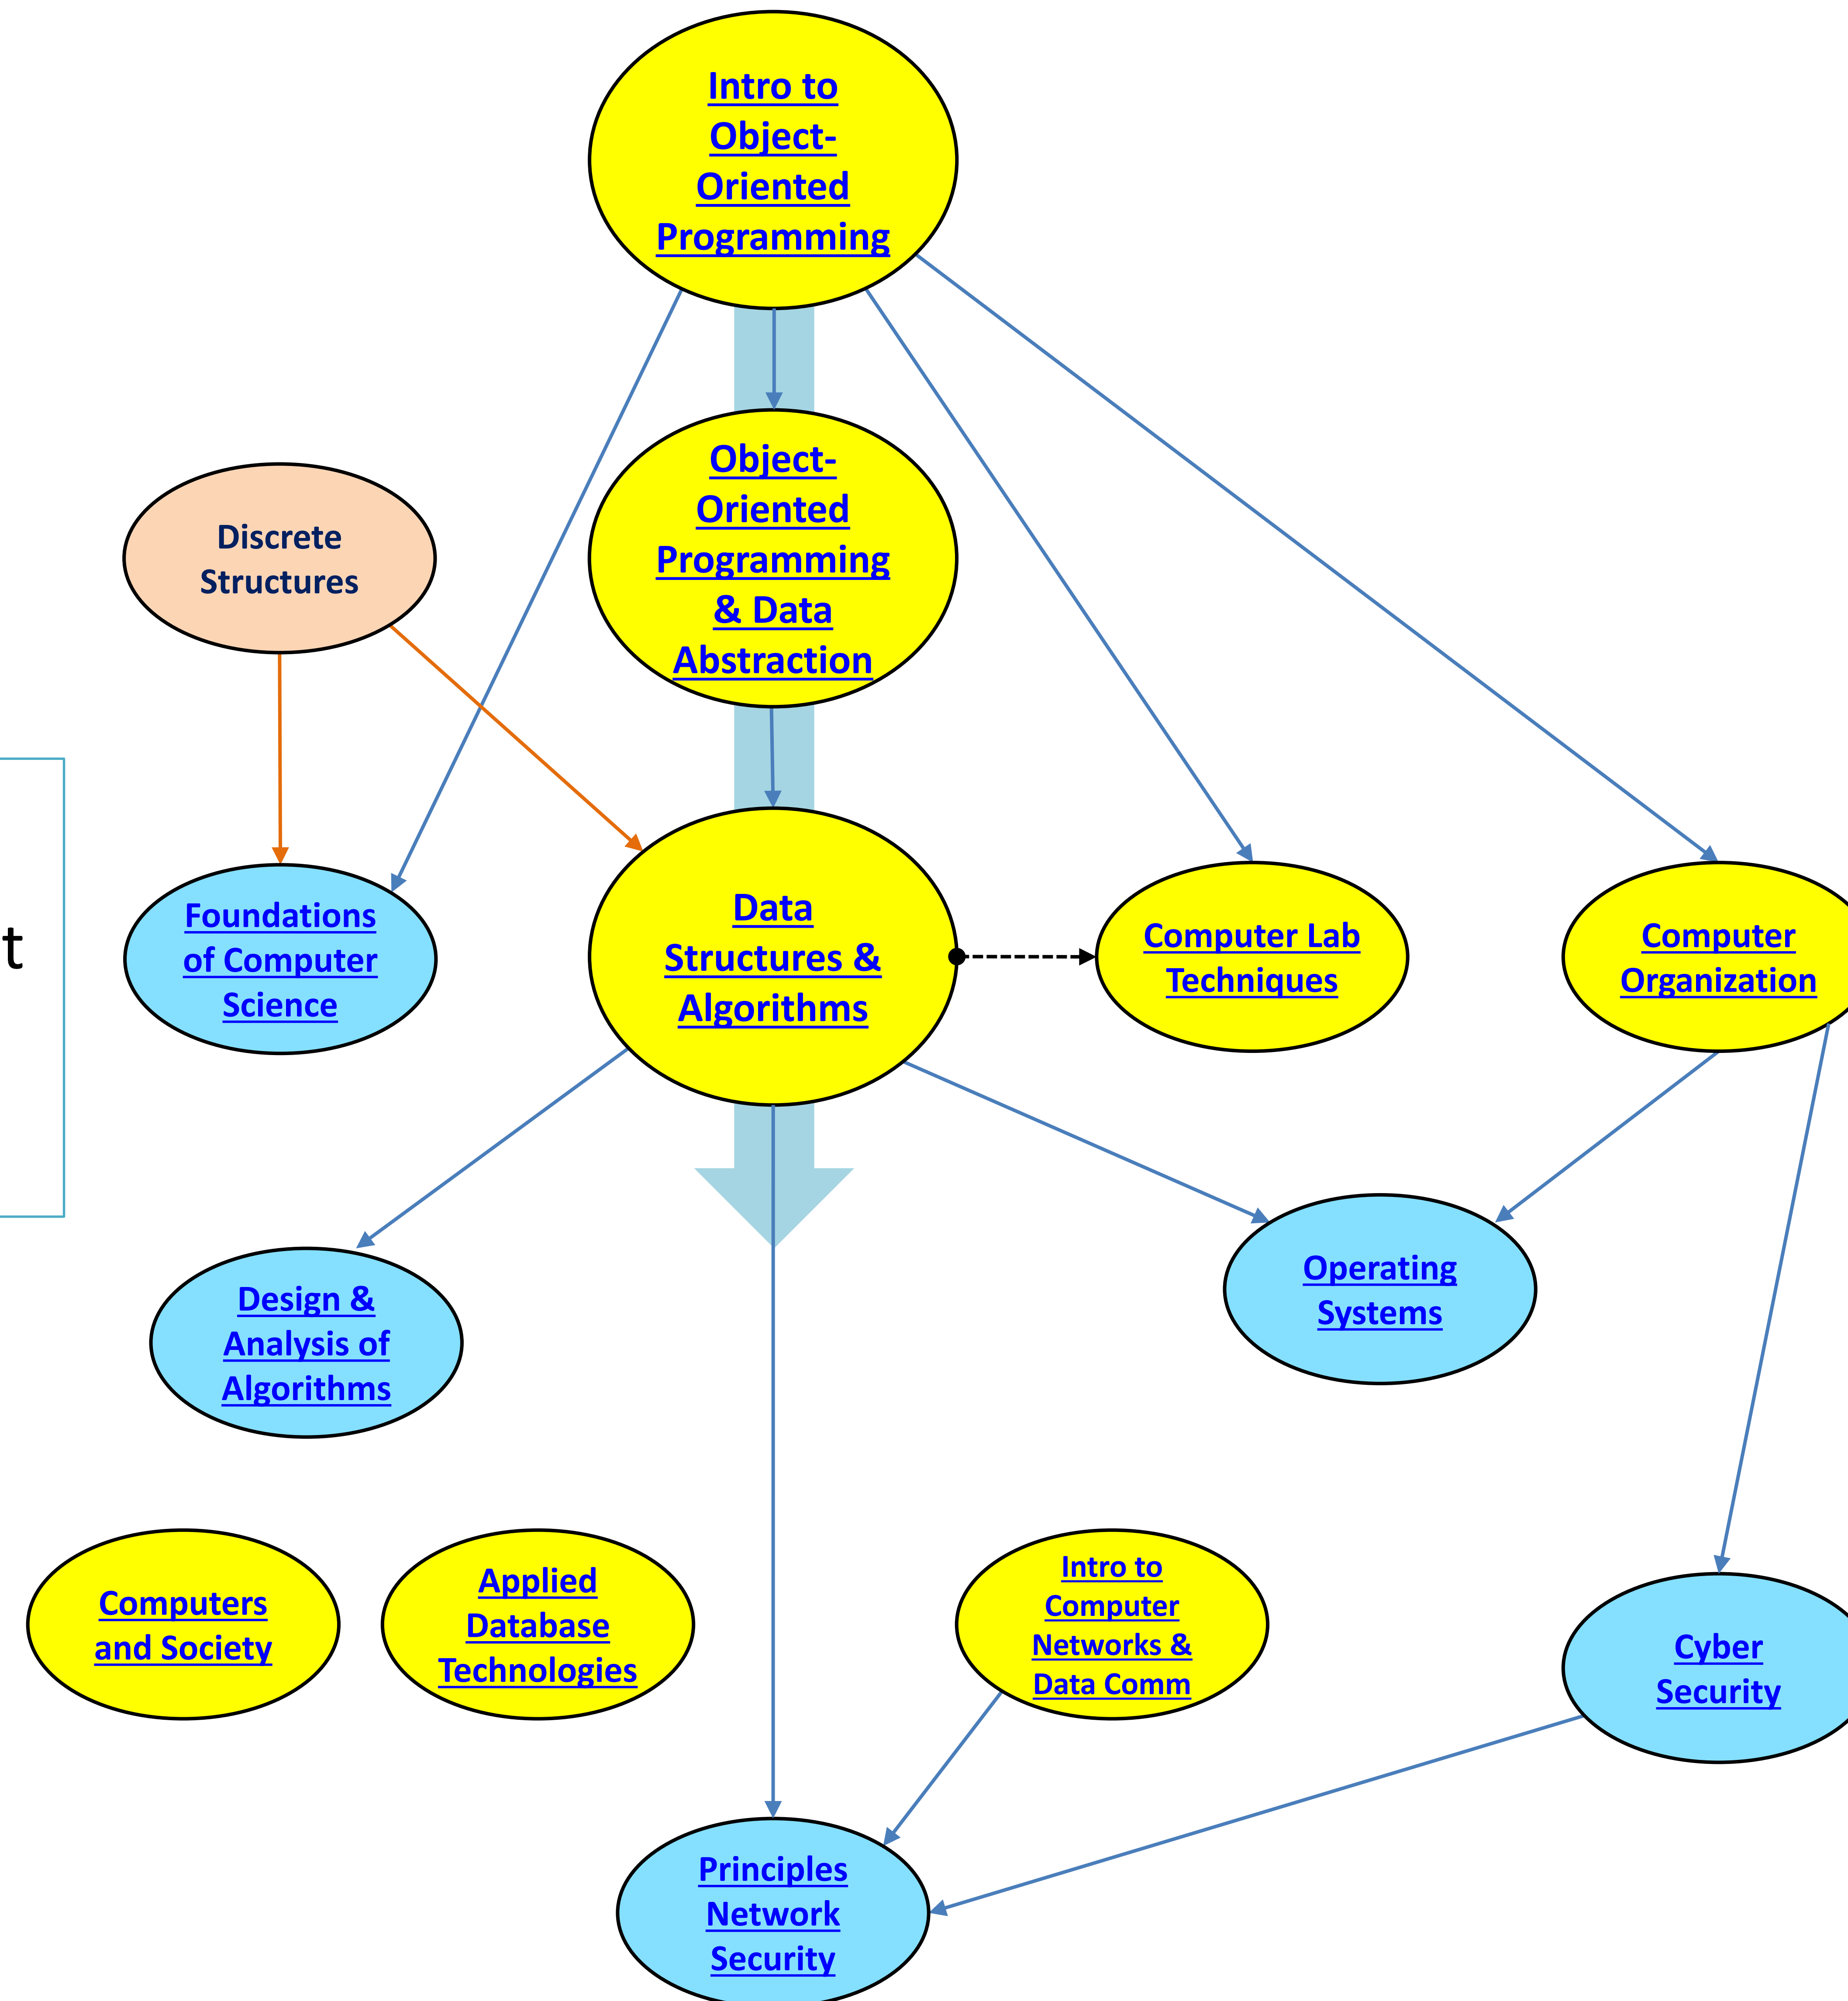 Intro to
Object-
Oriented
Programming
Object-
Oriented
Programming
& Data
Abstraction
Discrete
Structures
t
Foundations
of Computer
Science
Data
Structures &
Algorithms
Computer Lab
Techniques
Computer
Organization
Operating
Systems
Design &
Analysis of
Algorithms
Computers
and Society
Applied
Database
Technologies
Intro to
Computer
Networks &
Data Comm
Cyber
Security
Principles
Network
Security